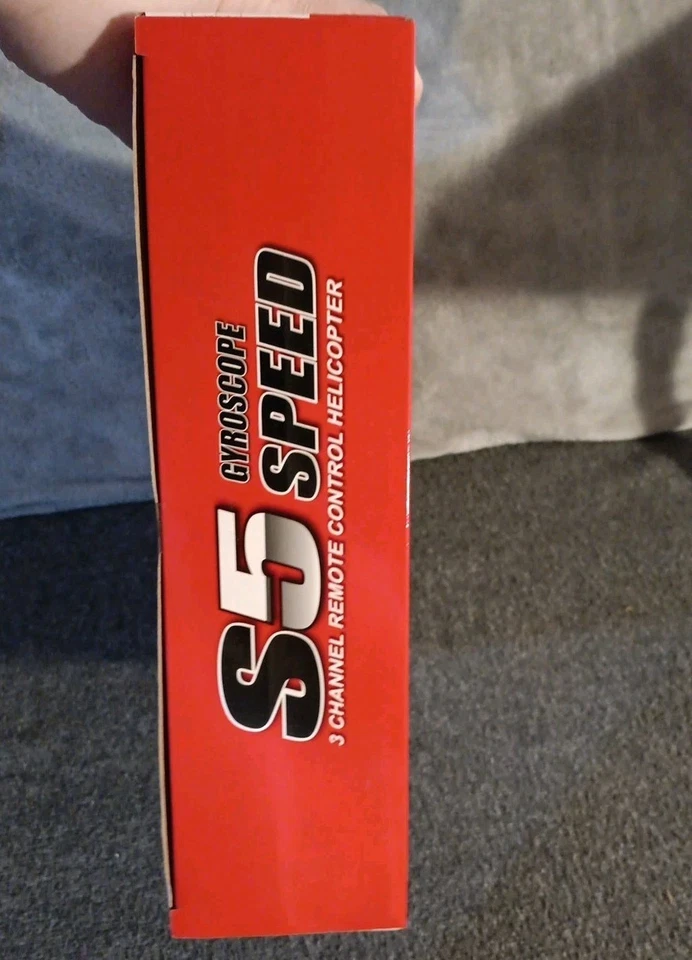 GYROSCOPE
S5 SPEED
3 CHANNEL REMOTE CONTROL HELICOPTER